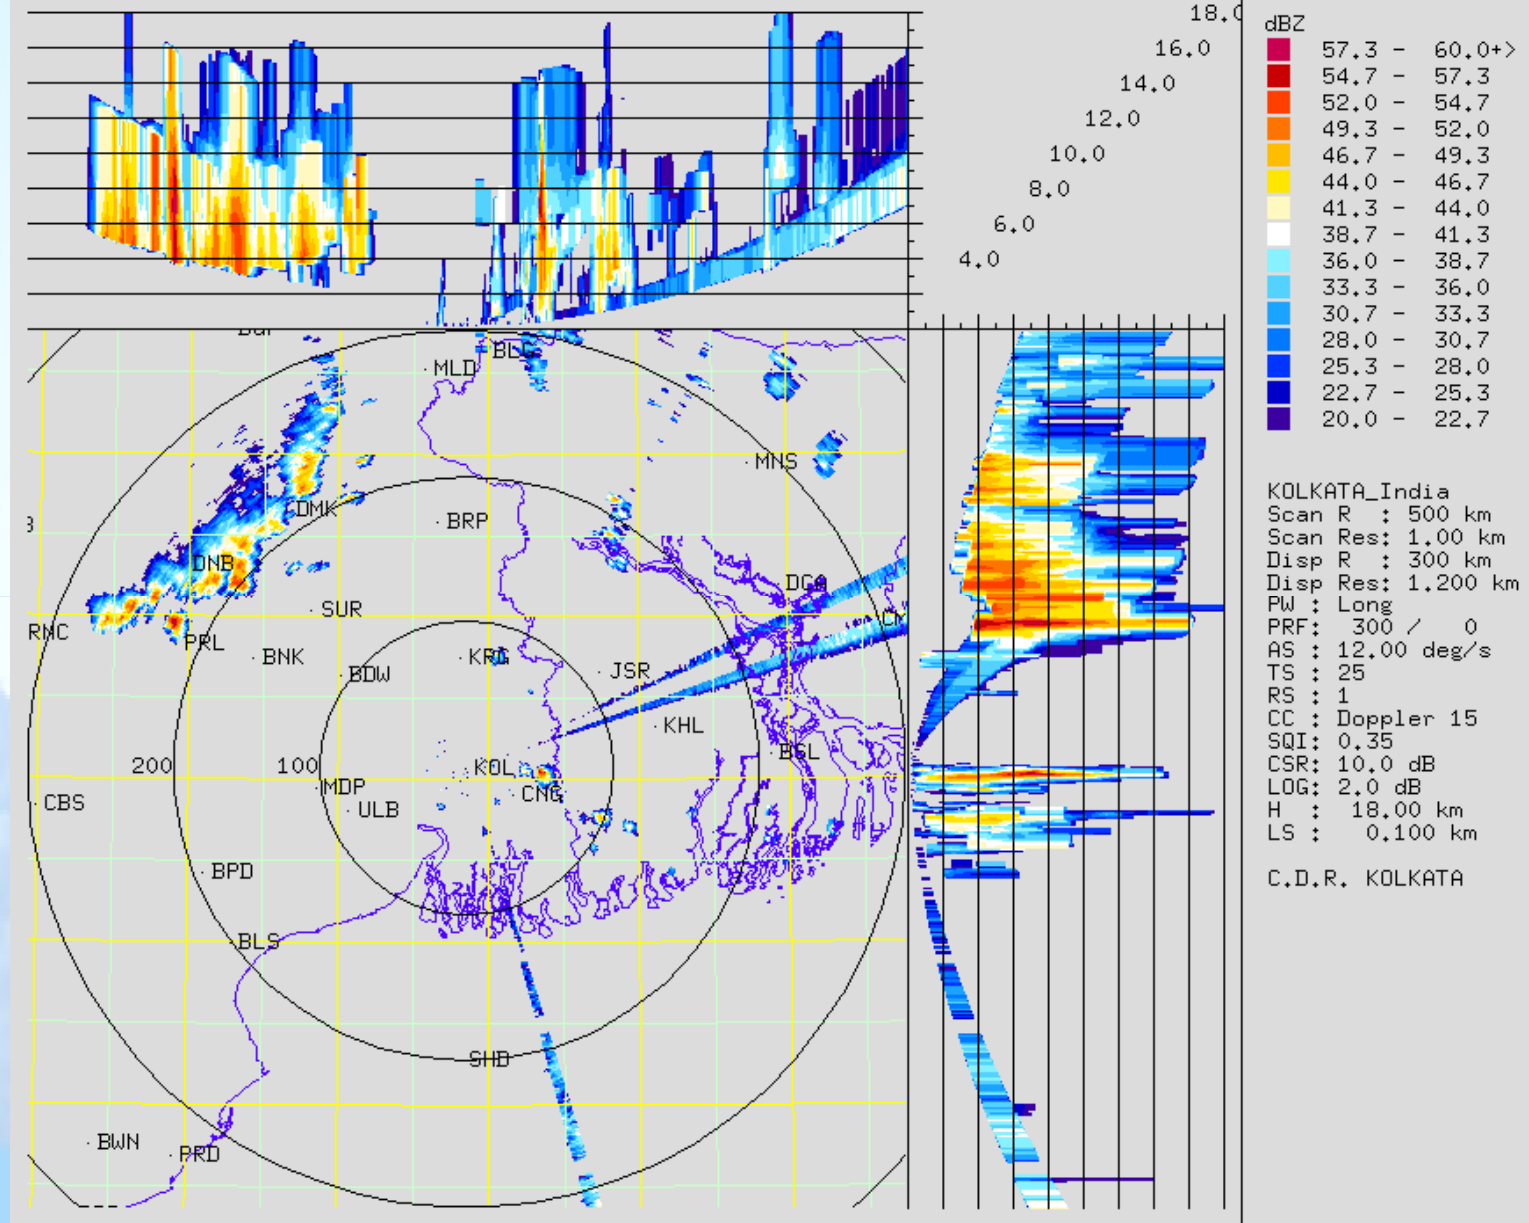 18.0
16.0
14.0
12.0
10.0
8.0
6.0
4.0
dBZ
57.3 - 60.0+>
54.7 - 57.3
52.0 - 54.7
49.3 - 52.0
46.7 - 49.3
44.0 - 46.7
41.3 - 44.0
38.7 - 41.3
36.0 - 38.7
33.3 - 36.0
30.7 - 33.3
28.0 - 30.7
25.3 - 28.0
22.7 - 25.3
20.0 - 22.7
BLG
MLD
MNS
DMK
BRP
DNB
DGA
SUR
CM
RNC
PRL
BNK
KRG
BDW
JSR
KHL
BSL
200
100
KOL
MDP
CNG
CBS
ULB
BPD
BLS
SHD
BWN
PRD
KOLKATA_India
Scan R : 500 km
Scan Res: 1.00 km
Disp R : 300 km
Disp Res: 1.200 km
PW : Long
PRF: 300 / 0
AS : 12.00 deg/s
TS : 25
RS : 1
CC : Doppler 15
SQI: 0.35
CSR: 10.0 dB
LOG: 2.0 dB
H : 18.00 km
LS : 0.100 km
C.D.R. KOLKATA